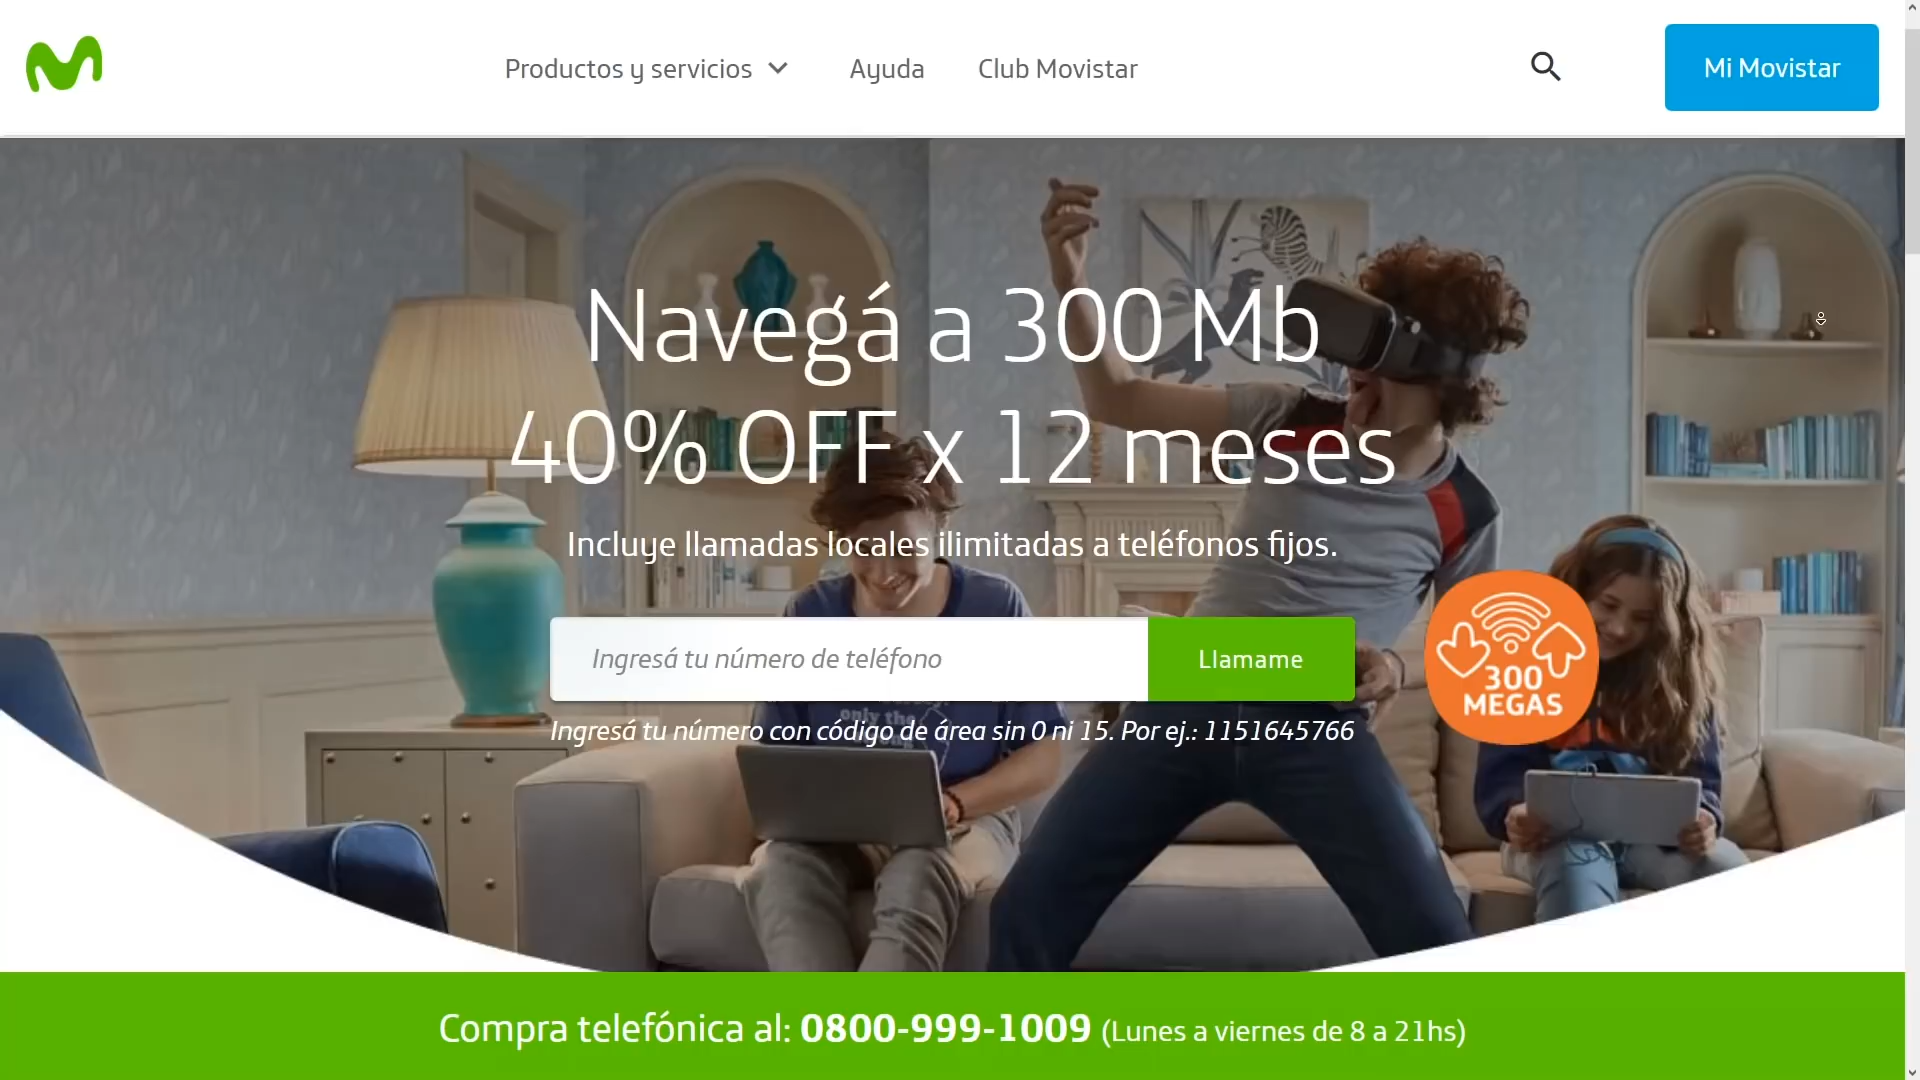 Productos y servicios
Ayuda
Club Movistar
Mi Movistar
Navegá a 300 Mb
40% OFF x 12 meses
Incluye llamadas locales ilimitadas a teléfonos fijos.
Ingresá tu número de teléfono
Llamame
300
MEGAS
only the
Ingresá tu número con código de área sin 0 ni 15. Por ej.: 1151645766
Compra telefónica al: 0800-999-1009 (Lunes a viernes de 8 a 21hs)